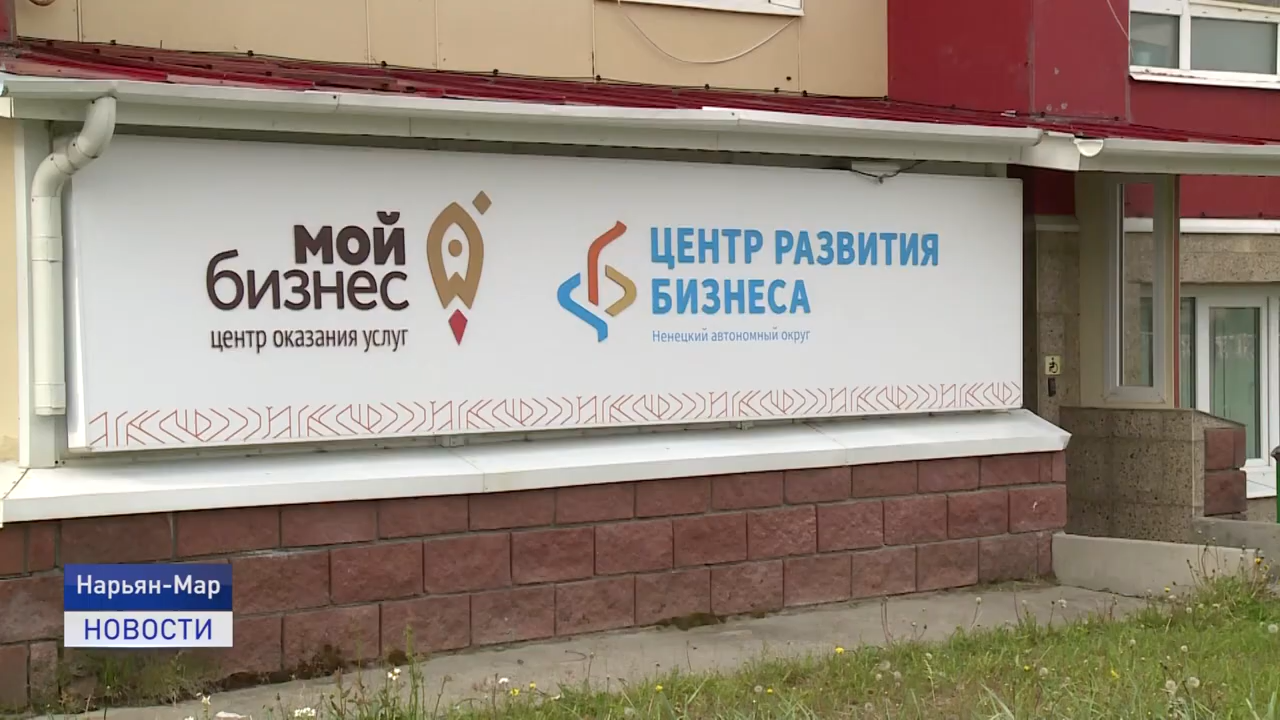 мой
бизнес
центр оказания услуг
ЦЕНТР РАЗВИТИЯ
БИЗНЕСА
Ненецкий автономный округ
Нарьян-Мар
НОВОСТИ